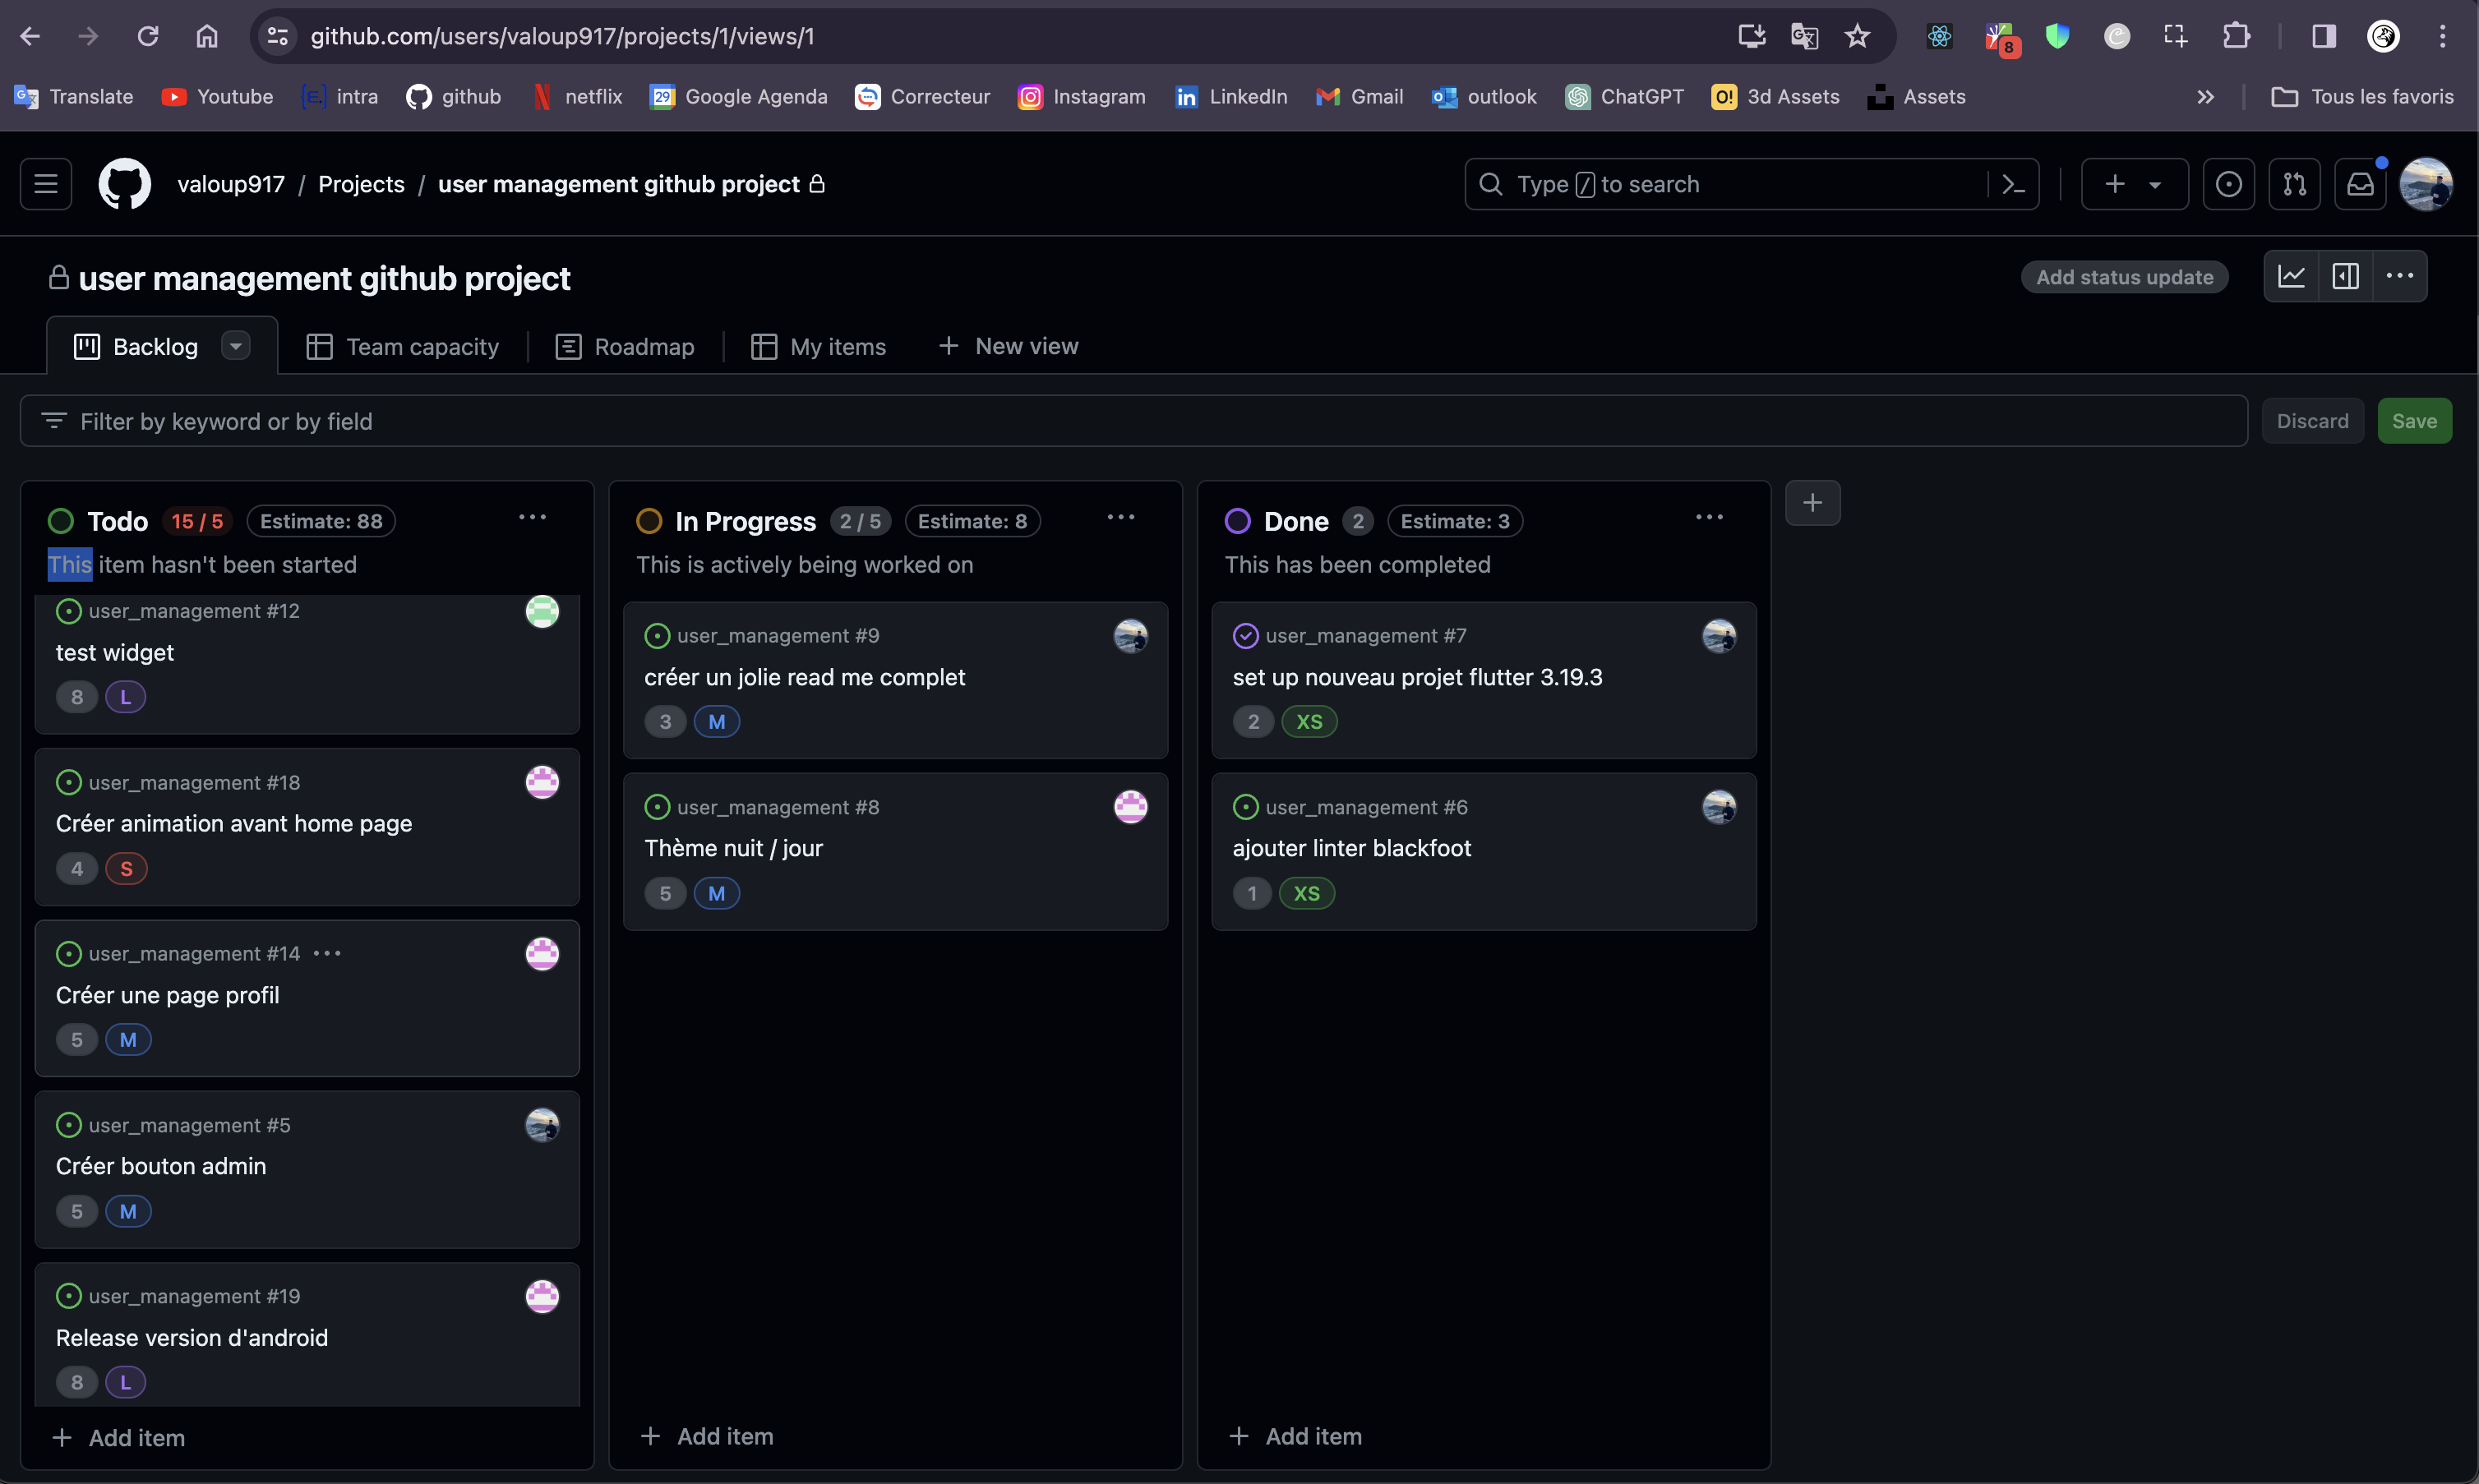 github.com/users/valoup917/projects/1/views/1
8
Translate Youtube intra github netflix 29 Google Agenda Correcteur Instagram LinkedIn Gmail outlook ChatGPT O! 3d Assets Assets Tous les favoris
valoup917 / Projects / user management github project
Type / to search
user management github project
Add status update
Backlog Team capacity Roadmap My items + New view
Filter by keyword or by field
Discard Save
Todo 15 / 5 Estimate: 88
This item hasn't been started
user_management #12
test widget
8 L
user_management #18
Créer animation avant home page
4 S
user_management #14
Créer une page profil
5 M
user_management #5
Créer bouton admin
5 M
user_management #19
Release version d'android
8 L
+ Add item
In Progress 2 / 5 Estimate: 8
This is actively being worked on
user_management #9
créer un jolie read me complet
3 M
user_management #8
Thème nuit / jour
5 M
+ Add item
Done 2 Estimate: 3
This has been completed
user_management #7
set up nouveau projet flutter 3.19.3
2 XS
user_management #6
ajouter linter blackfoot
1 XS
+ Add item